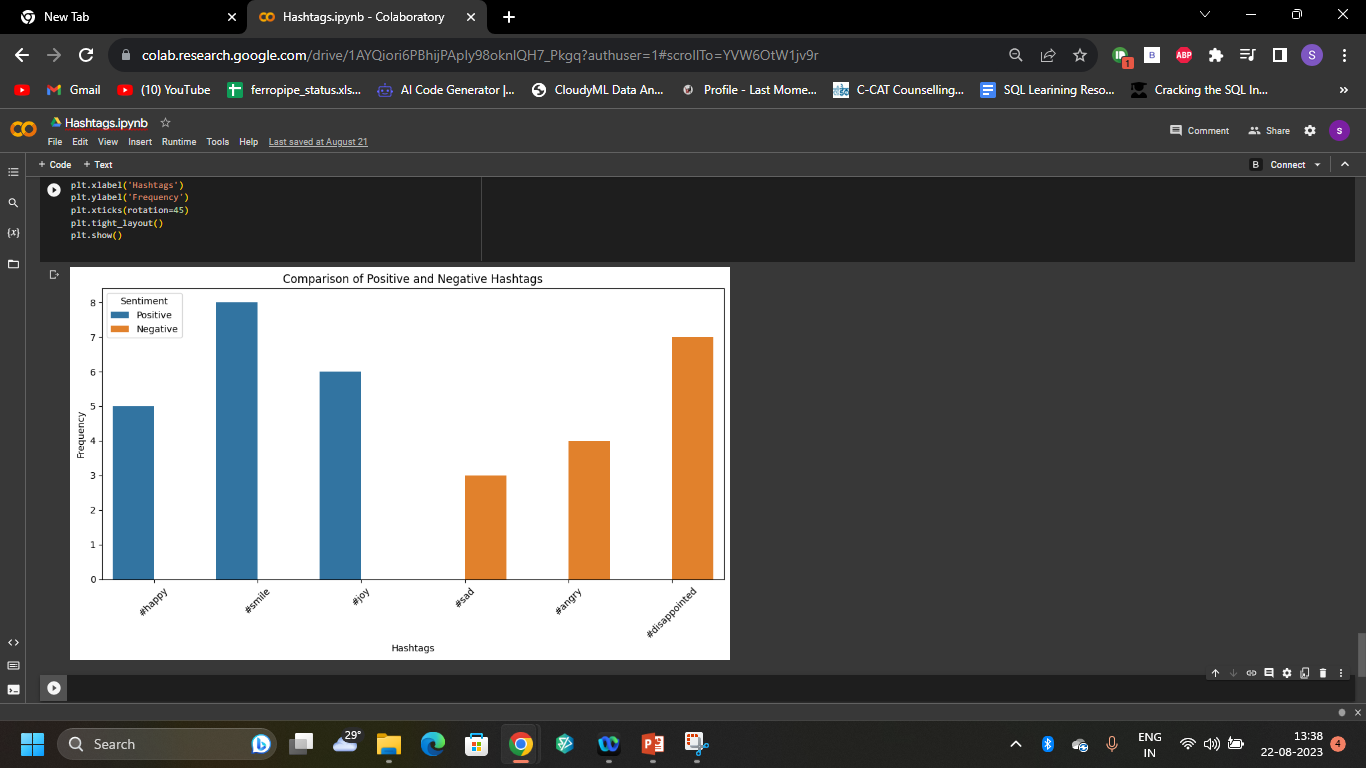 New Tab
Hashtags.ipynb - Colaboratory
colab.research.google.com/drive/1AYQiori6PBhijPAply98oknlQH7_Pkgq?authuser=1#scrollTo=YVW6OtW1jv9r
1
B
ABP
S
Gmail
(10) YouTube
ferropipe_status.xls...
AI Code Generator |...
CloudyML Data An...
Profile - Last Mome...
C-CAT Counselling...
SQL Learining Reso...
Cracking the SQL In...
Hashtags.ipynb
Comment
Share
S
File Edit View Insert Runtime Tools Help Last saved at August 21
+ Code + Text
B Connect
plt.xlabel('Hashtags')
plt.ylabel('Frequency')
plt.xticks(rotation=45)
plt.tight_layout()
plt.show()
{x}
Comparison of Positive and Negative Hashtags
Sentiment
Positive
Negative
8
7
6
5
4
3
2
1
0
Frequency
#happy
#smile
#joy
#sad
#angry
#disappointed
Hashtags
Search
29°
ENG
IN
13:38
22-08-2023
4